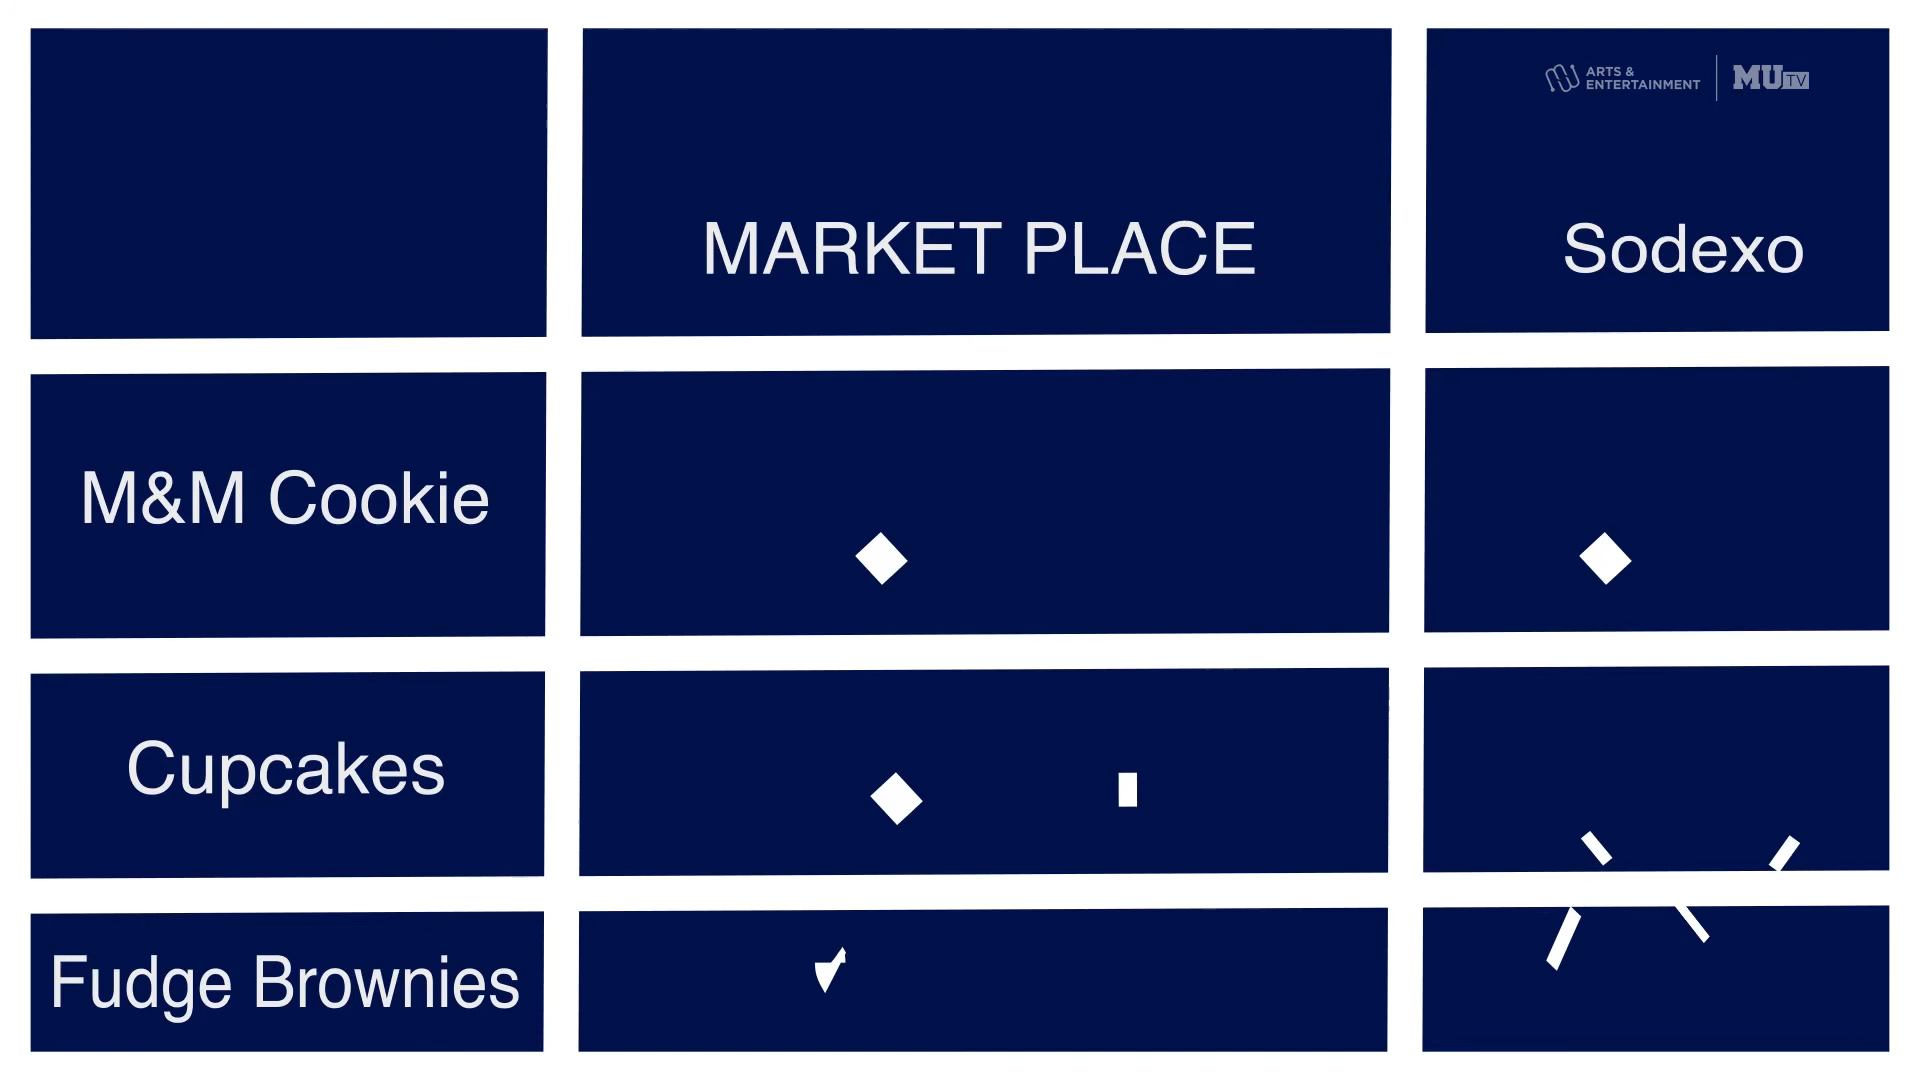 ARTS &
ENTERTAINMENT
MUTV
MARKET PLACE
Sodexo
M&M Cookie
Cupcakes
Fudge Brownies